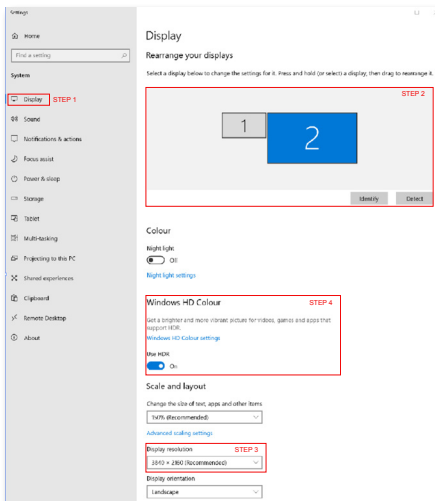 Settings
Home
Find a setting
System
Display STEP 1
Sound
Notifications & actions
Focus assist
Power & sleep
Storage
Tablet
Multi-tasking
Projecting to this PC
Shared experiences
Clipboard
Remote Desktop
About
Display
Rearrange your displays
Select a display below to change the settings for it. Press and hold (or select) a display, then drag to rearrange it.
STEP 2
1
2
Identify Detect
Colour
Night light
Off
Night light settings
Windows HD Colour STEP 4
Get a brighter and more vibrant picture for videos, games and apps that
support HDR.
Windows HD Colour settings
Use HDR
On
Scale and layout
Change the size of text, apps and other items
150% (Recommended)
Advanced scaling settings
Display resolution STEP 3
3840 × 2160 (Recommended)
Display orientation
Landscape